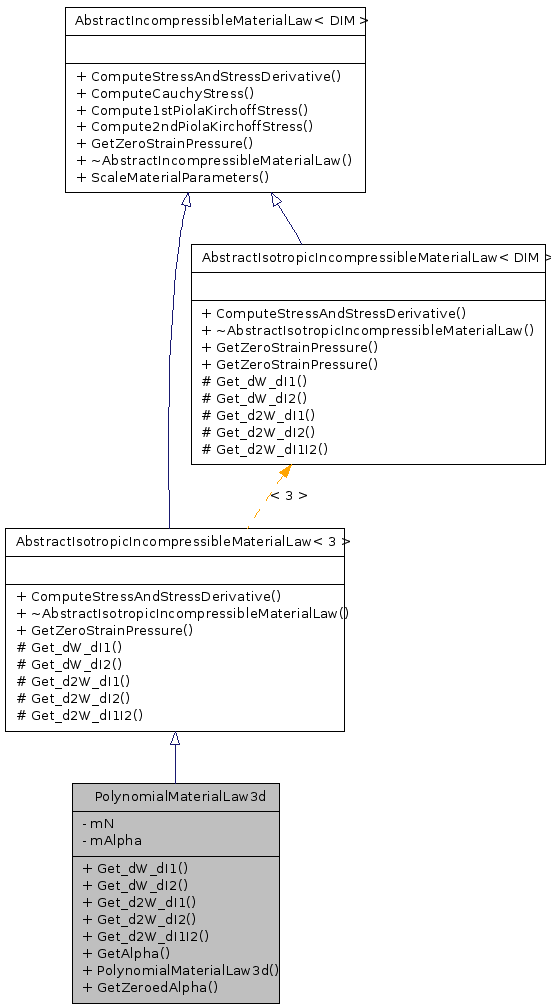 AbstractIncompressibleMaterialLaw< DIM >
+ ComputeStressAndStressDerivative()
+ ComputeCauchyStress()
+ Compute1stPiolaKirchoffStress()
+ Compute2ndPiolaKirchoffStress()
+ GetZeroStrainPressure()
+ ~AbstractIncompressibleMaterialLaw()
+ ScaleMaterialParameters()
AbstractIsotropicIncompressibleMaterialLaw< DIM >
+ ComputeStressAndStressDerivative()
+ ~AbstractIsotropicIncompressibleMaterialLaw()
+ GetZeroStrainPressure()
+ GetZeroStrainPressure()
# Get_dW_dI1()
# Get_dW_dI2()
# Get_d2W_dI1()
# Get_d2W_dI2()
# Get_d2W_dI1I2()
< 3 >
AbstractIsotropicIncompressibleMaterialLaw< 3 >
+ ComputeStressAndStressDerivative()
+ ~AbstractIsotropicIncompressibleMaterialLaw()
+ GetZeroStrainPressure()
# Get_dW_dI1()
# Get_dW_dI2()
# Get_d2W_dI1()
# Get_d2W_dI2()
# Get_d2W_dI1I2()
PolynomialMaterialLaw3d
- mN
- mAlpha
+ Get_dW_dI1()
+ Get_dW_dI2()
+ Get_d2W_dI1()
+ Get_d2W_dI2()
+ Get_d2W_dI1I2()
+ GetAlpha()
+ PolynomialMaterialLaw3d()
+ GetZeroedAlpha()